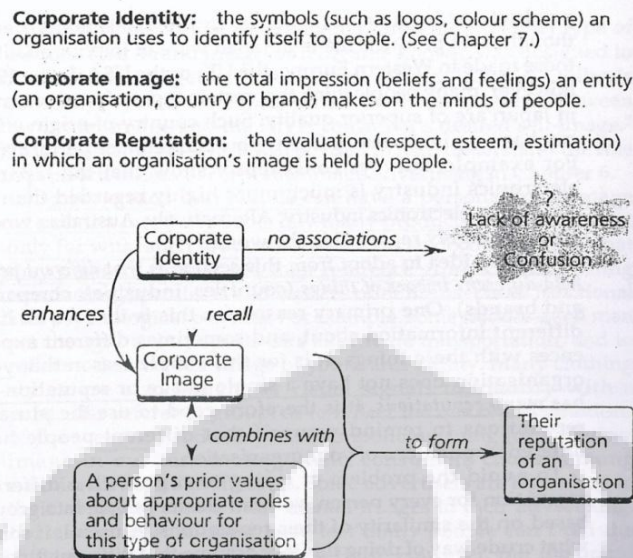 Corporate Identity: the symbols (such as logos, colour scheme) an
organisation uses to identify itself to people. (See Chapter 7.)
Corporate Image: the total impression (beliefs and feelings) an entity
(an organisation, country or brand) makes on the minds of people.
Corporate Reputation: the evaluation (respect, esteem, estimation)
in which an organisation's image is held by people.
Corporate
Identity
no associations
?
Lack of awareness
or
Confusion
enhances
recall
Corporate
Image
combines with
to form
Their
reputation
of an
organisation
A person's prior values
about appropriate roles
and behaviour for
this type of organisation